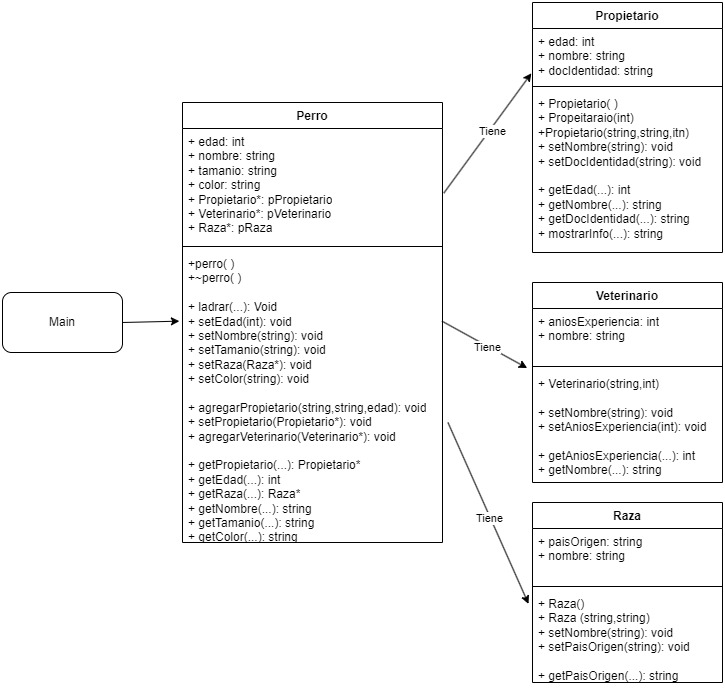 Propietario
+ edad: int
+ nombre: string
+ docIdentidad: string
+ Propietario( )
+ Propeitaraio(int)
+Propietario(string,string,itn)
+ setNombre(string): void
+ setDocIdentidad(string): void
+ getEdad(...): int
+ getNombre(...): string
+ getDocIdentidad(...): string
+ mostrarInfo(...): string
Perro
+ edad: int
+ nombre: string
+ tamanio: string
+ color: string
+ Propietario*: pPropietario
+ Veterinario*: pVeterinario
+ Raza*: pRaza
+perro( )
+~perro( )
+ ladrar(...): Void
+ setEdad(int): void
+ setNombre(string): void
+ setTamanio(string): void
+ setRaza(Raza*): void
+ setColor(string): void
+ agregarPropietario(string,string,edad): void
+ setPropietario(Propietario*): void
+ agregarVeterinario(Veterinario*): void
+ getPropietario(...): Propietario*
+ getEdad(...): int
+ getRaza(...): Raza*
+ getNombre(...): string
+ getTamanio(...): string
+ getColor(...): string
Main
Tiene
Tiene
Tiene
Veterinario
+ aniosExperiencia: int
+ nombre: string
+ Veterinario(string,int)
+ setNombre(string): void
+ setAniosExperiencia(int): void
+ getAniosExperiencia(...): int
+ getNombre(...): string
Raza
+ paisOrigen: string
+ nombre: string
+ Raza()
+ Raza (string,string)
+ setNombre(string): void
+ setPaisOrigen(string): void
+ getPaisOrigen(...): string